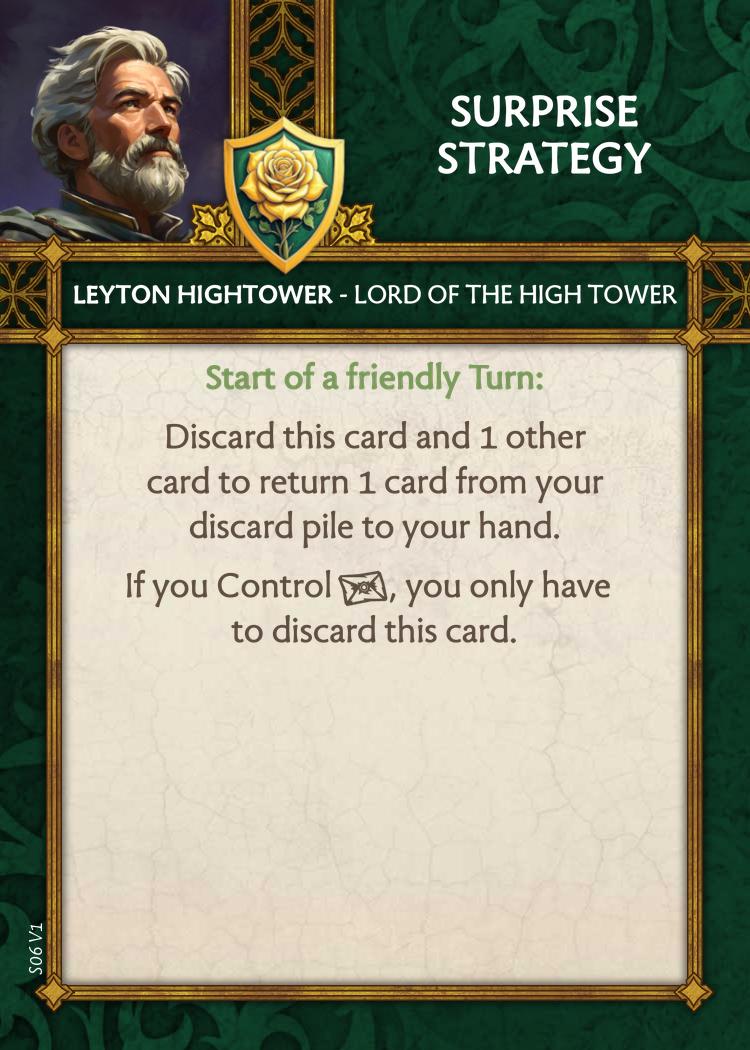 SURPRISE
STRATEGY
LEYTON HIGHTOWER - LORD OF THE HIGH TOWER
Start of a friendly Turn:
Discard this card and 1 other
card to return 1 card from your
discard pile to your hand.
If you Control , you only have
to discard this card.
S06 V1